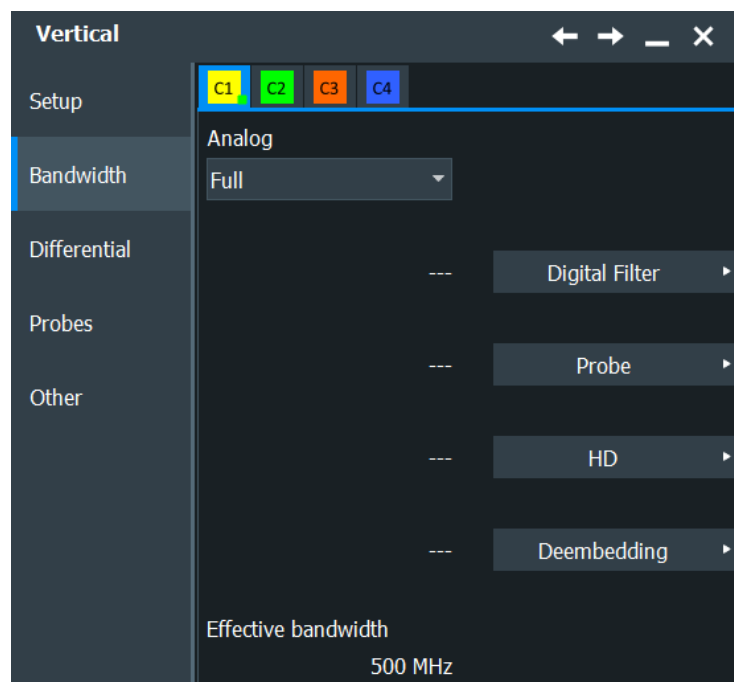 Vertical
Setup
Bandwidth
Differential
Probes
Other
C1 C2 C3 C4
Analog
Full
--- Digital Filter
--- Probe
--- HD
--- Deembedding
Effective bandwidth
500 MHz